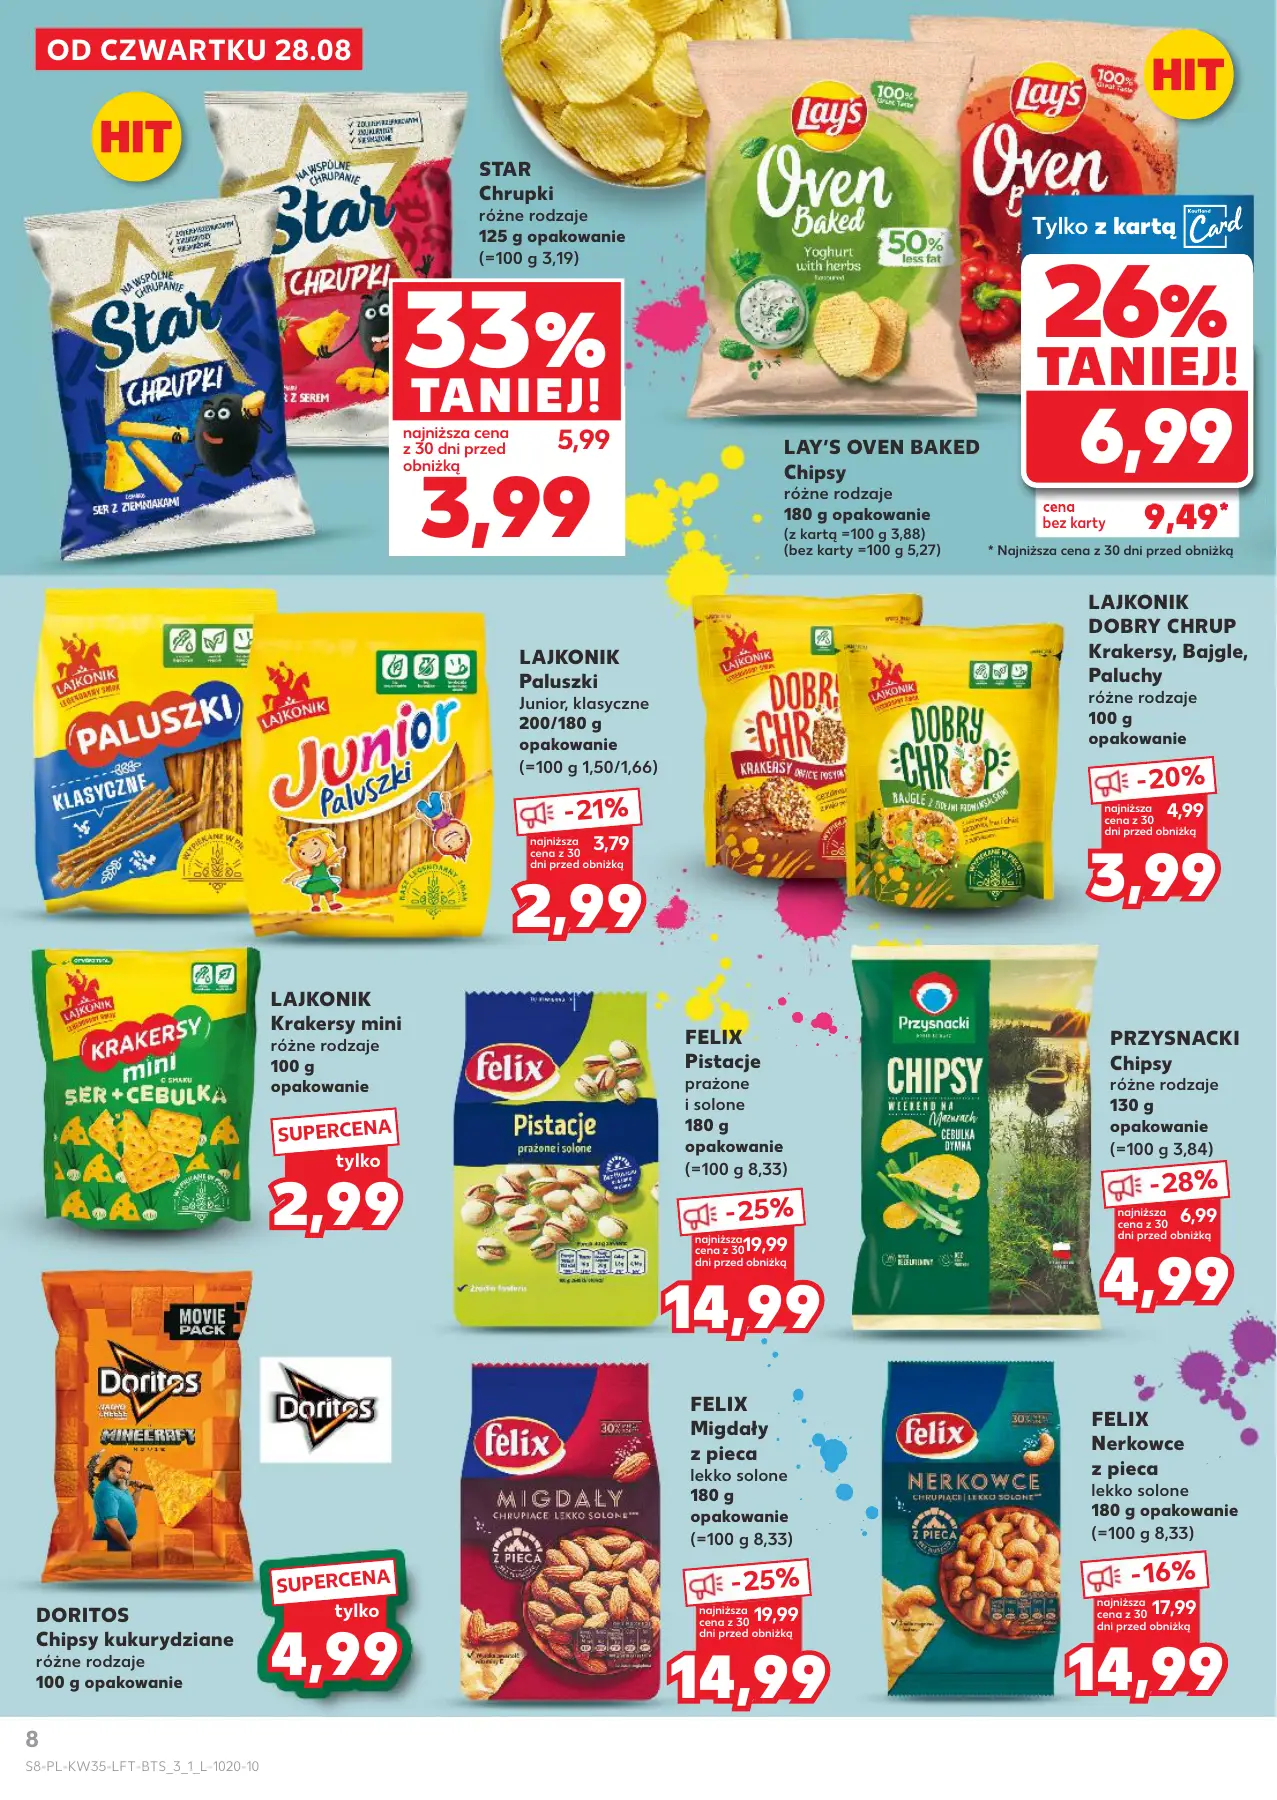 OD CZWARTKU 28.08
HIT
NA WSPÓLNE
CHRUPANIE
Star
CHRUPKI
NA WSPÓLNE
CHRUPANIE
Star
CHRUPKI
SER Z ZIEMNIAKAMI
STAR
Chrupki
różne rodzaje
125 g opakowanie
(=100 g 3,19)
33%
TANIEJ!
najniższa cena
z 30 dni przed
obniżką
5,99
3,99
Lay's
Oven
Baked
Yoghurt
with herbs
50%
less fat
100%
Lay's
Oven
100%
HIT
Tylko z kartą
Kaufland
Card
26%
TANIEJ!
6,99
cena
bez karty
9,49*
* Najniższa cena z 30 dni przed obniżką
LAY'S OVEN BAKED
Chipsy
różne rodzaje
180 g opakowanie
(z kartą =100 g 3,88)
(bez karty =100 g 5,27)
LAJKONIK
PALUSZKI
KLASYCZNE
LAJKONIK
Junior
Paluszki
LAJKONIK
Paluszki
Junior, klasyczne
200/180 g
opakowanie
(=100 g 1,50/1,66)
-21%
najniższa
cena z 30
dni przed obniżką
3,79
2,99
LAJKONIK
LAJKONIK
DOBRY
CHRUP
LAJKONIK
DOBRY CHRUP
Krakersy, Bajgle,
Paluchy
różne rodzaje
100 g
opakowanie
-20%
najniższa
cena z 30
dni przed obniżką
4,99
3,99
LAJKONIK
KRAKERSY
mini
O SMAKU
SER+CEBULKA
LAJKONIK
Krakersy mini
różne rodzaje
100 g
opakowanie
SUPERCENA
tylko
2,99
felix
Pistacje
prażone i solone
FELIX
Pistacje
prażone
i solone
180 g
opakowanie
(=100 g 8,33)
-25%
najniższa
cena z 30
dni przed obniżką
19,99
14,99
Przysnacki
CHIPSY
WEEKEND NA
Mazurach
CEBULKA
DYMKA
PRZYSNACKI
Chipsy
różne rodzaje
130 g
opakowanie
(=100 g 3,84)
-28%
najniższa
cena z 30
dni przed obniżką
6,99
4,99
MOVIE
PACK
Doritos
NACHO
CHEESE
MINECRAFT
MOVIE
Doritos
DORITOS
Chipsy kukurydziane
różne rodzaje
100 g opakowanie
SUPERCENA
tylko
4,99
felix
30%
MIGDAŁY
CHRUPIĄCE LEKKO SOLONE
Z PIECA
FELIX
Migdały
z pieca
lekko solone
180 g
opakowanie
(=100 g 8,33)
-25%
najniższa
cena z 30
dni przed obniżką
19,99
14,99
felix
30%
NERKOWCE
CHRUPIĄCE LEKKO SOLONE
Z PIECA
FELIX
Nerkowce
z pieca
lekko solone
180 g opakowanie
(=100 g 8,33)
-16%
najniższa
cena z 30
dni przed obniżką
17,99
14,99
8
S8-PL-KW35-LFT-BTS_3_1_L-1020-10